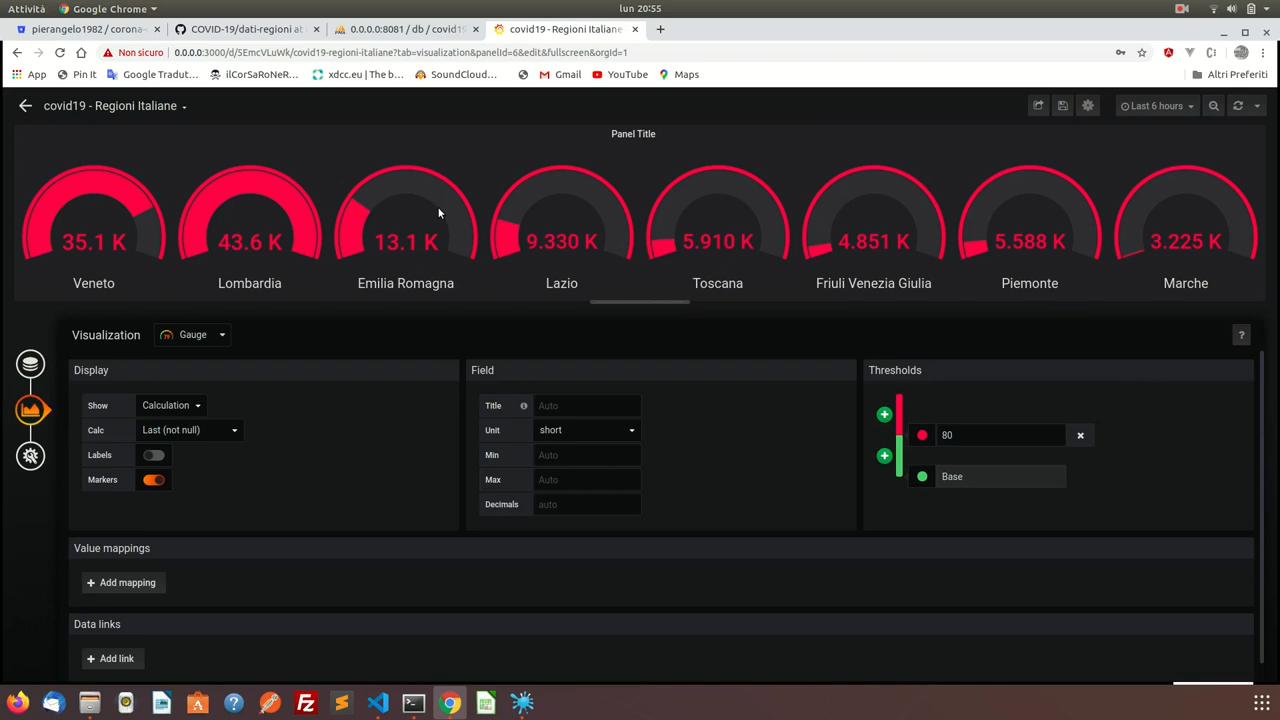 Attività
Google Chrome
lun 20:55
pierangelo1982 / corona-
COVID-19/dati-regioni at
0.0.0.0:8081 / db / covid19
covid19 - Regioni Italiane
Non sicuro
0.0.0.0:3000/d/5EmcVLuWk/covid19-regioni-italiane?tab=visualization&panelId=6&edit&fullscreen&orgId=1
App
Pin It
Google Tradut...
ilCorSaRoNeR...
xdcc.eu | The b...
SoundCloud...
Gmail
YouTube
Maps
Altri Preferiti
covid19 - Regioni Italiane
Last 6 hours
Panel Title
35.1 K
43.6 K
13.1 K
9.330 K
5.910 K
4.851 K
5.588 K
3.225 K
Veneto
Lombardia
Emilia Romagna
Lazio
Toscana
Friuli Venezia Giulia
Piemonte
Marche
Visualization
Gauge
?
Display
Show
Calculation
Calc
Last (not null)
Labels
Markers
Field
Title
Auto
Unit
short
Min
Auto
Max
Auto
Decimals
auto
Thresholds
80
Base
Value mappings
+ Add mapping
Data links
+ Add link